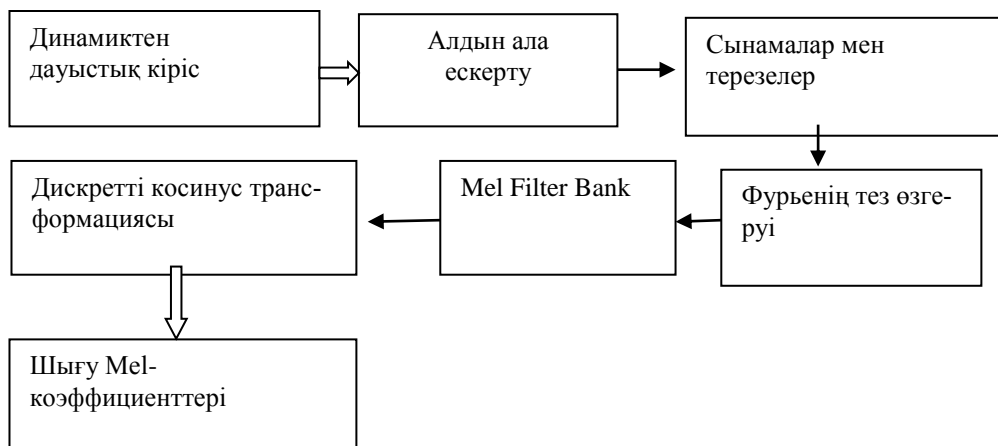 Динамиктен
дауыстық кіріс
Алдын ала
ескерту
Сынамалар мен
терезелер
Фурьенің тез өзге-
руі
Mel Filter Bank
Дискретті косинус транс-
формациясы
Шығу Mel-
коэффициенттері